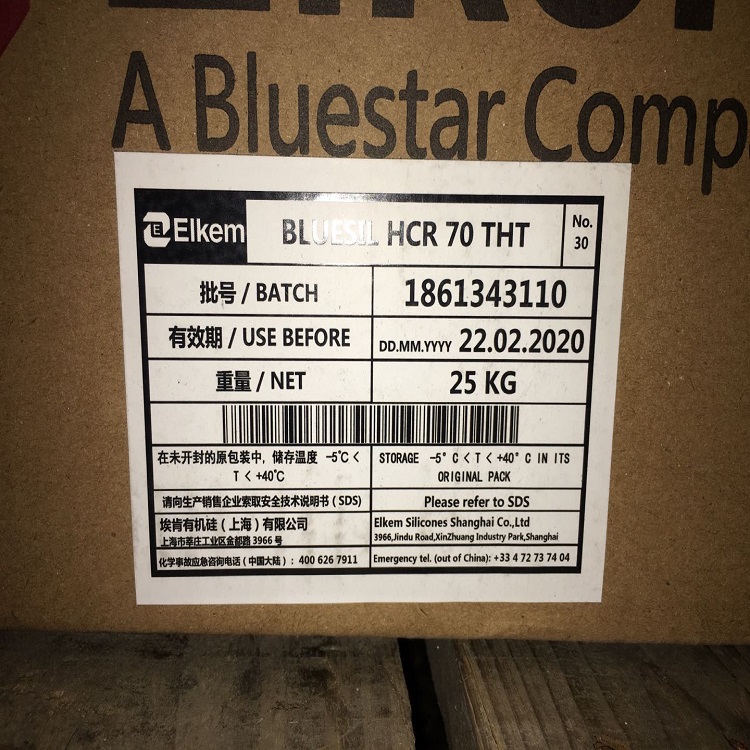 A Bluestar Comp
Elkem
BLUESIL HCR 70 THT
No.
30
批号 / BATCH
1861343110
有效期 / USE BEFORE
DD.MM.YYYY 22.02.2020
重量 / NET
25 KG
在未开封的原包装中, 储存温度 -5℃ <
T < +40℃
STORAGE -5° C < T < +40° C IN ITS
ORIGINAL PACK
请向生产销售企业索取安全技术说明书 (SDS)
Please refer to SDS
埃肯有机硅 (上海) 有限公司
上海市莘庄工业区金都路 3966 号
Elkem Silicones Shanghai Co.,Ltd
3966,Jindu Road,XinZhuang Industry Park,Shanghai
化学事故应急咨询电话 (中国大陆) : 400 626 7911
Emergency tel. (out of China): +33 4 72 73 74 04